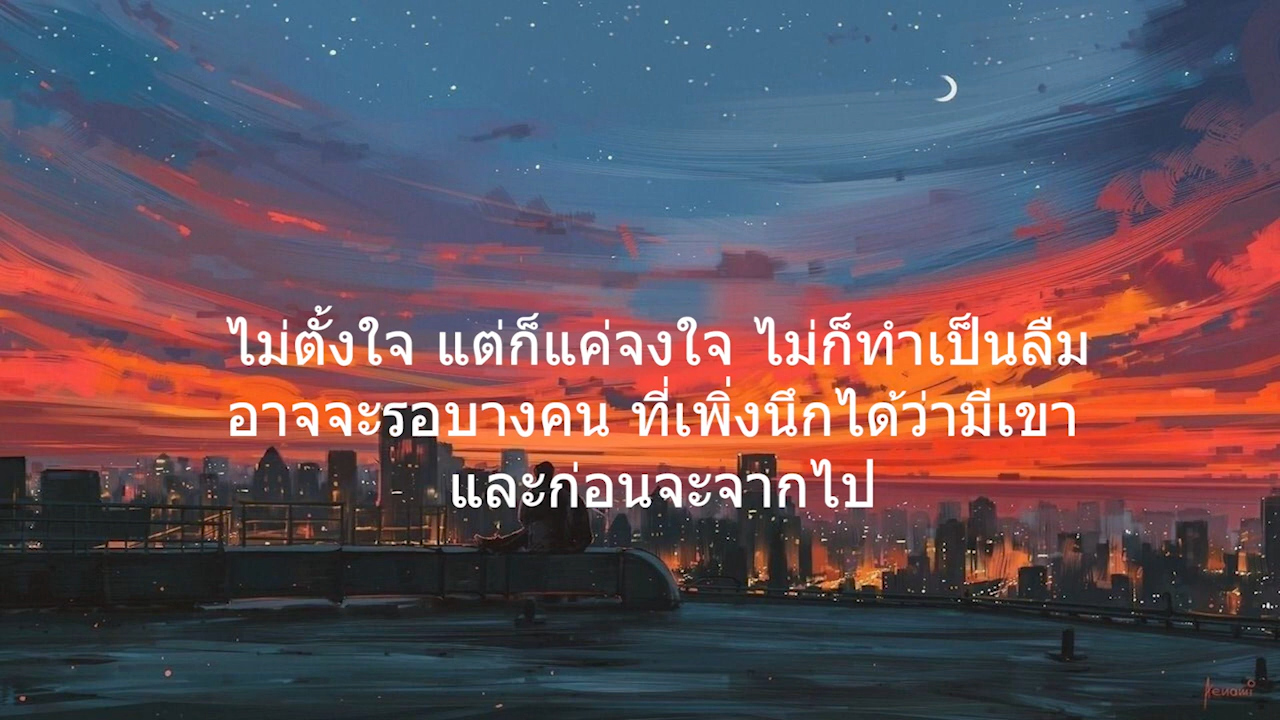 ไม่ตั้งใจ แต่ก็แค่จงใจ ไม่ก็ทำเป็นลืม
อาจจะรอบางคน ที่เพิ่งนึกได้ว่ามีเขา
และก่อนจะจากไป
Aenami